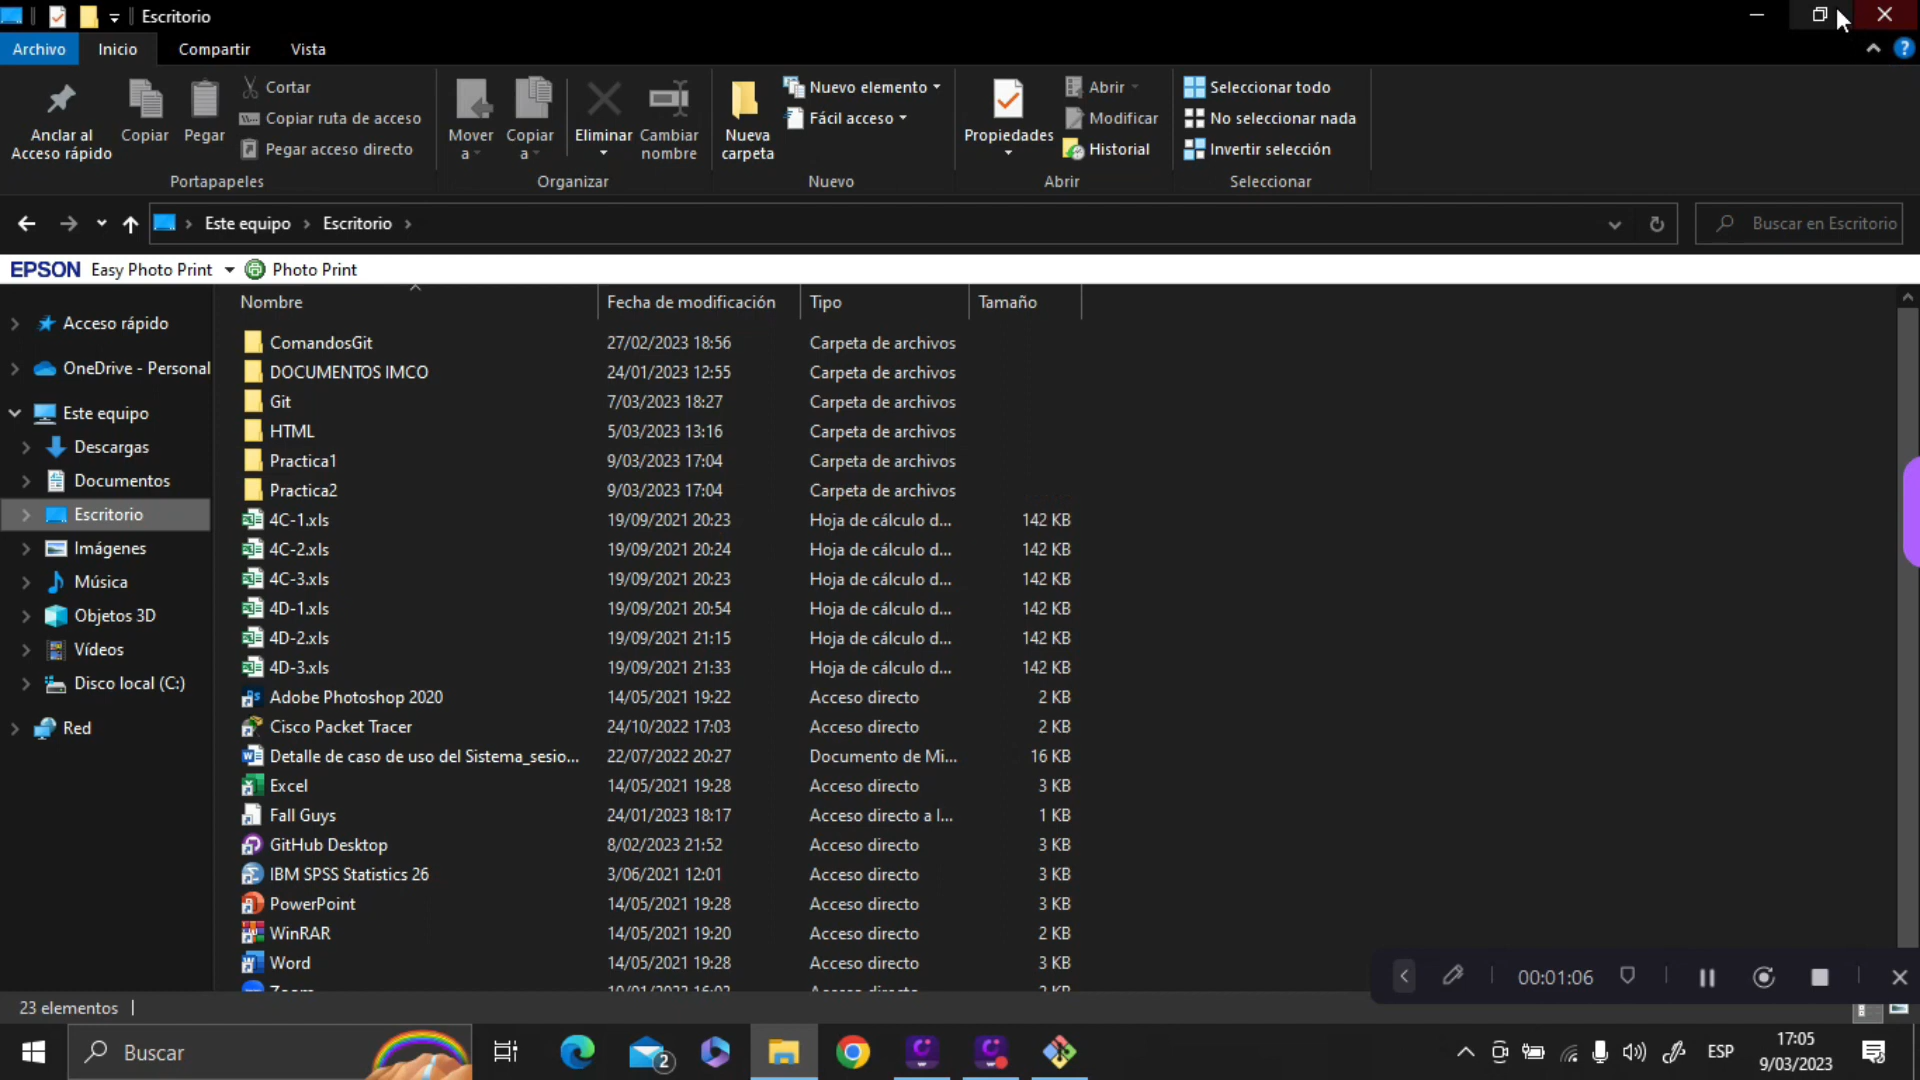 Escritorio
Archivo Inicio Compartir Vista
Anclar al Acceso rápido
Copiar
Pegar
Cortar
Copiar ruta de acceso
Pegar acceso directo
Portapapeles
Mover a
Copiar a
Eliminar
Cambiar nombre
Organizar
Nueva carpeta
Nuevo elemento
Fácil acceso
Nuevo
Propiedades
Abrir
Modificar
Historial
Abrir
Seleccionar todo
No seleccionar nada
Invertir selección
Seleccionar
Este equipo > Escritorio >
Buscar en Escritorio
EPSON Easy Photo Print Photo Print
Acceso rápido
OneDrive - Personal
Este equipo
Descargas
Documentos
Escritorio
Imágenes
Música
Objetos 3D
Vídeos
Disco local (C:)
Red
Nombre Fecha de modificación Tipo Tamaño
ComandosGit 27/02/2023 18:56 Carpeta de archivos
DOCUMENTOS IMCO 24/01/2023 12:55 Carpeta de archivos
Git 7/03/2023 18:27 Carpeta de archivos
HTML 5/03/2023 13:16 Carpeta de archivos
Practica1 9/03/2023 17:04 Carpeta de archivos
Practica2 9/03/2023 17:04 Carpeta de archivos
4C-1.xls 19/09/2021 20:23 Hoja de cálculo d... 142 KB
4C-2.xls 19/09/2021 20:24 Hoja de cálculo d... 142 KB
4C-3.xls 19/09/2021 20:23 Hoja de cálculo d... 142 KB
4D-1.xls 19/09/2021 20:54 Hoja de cálculo d... 142 KB
4D-2.xls 19/09/2021 21:15 Hoja de cálculo d... 142 KB
4D-3.xls 19/09/2021 21:33 Hoja de cálculo d... 142 KB
Adobe Photoshop 2020 14/05/2021 19:22 Acceso directo 2 KB
Cisco Packet Tracer 24/10/2022 17:03 Acceso directo 2 KB
Detalle de caso de uso del Sistema_sesio... 22/07/2022 20:27 Documento de Mi... 16 KB
Excel 14/05/2021 19:28 Acceso directo 3 KB
Fall Guys 24/01/2023 18:17 Acceso directo a I... 1 KB
GitHub Desktop 8/02/2023 21:52 Acceso directo 3 KB
IBM SPSS Statistics 26 3/06/2021 12:01 Acceso directo 3 KB
PowerPoint 14/05/2021 19:28 Acceso directo 3 KB
WinRAR 14/05/2021 19:20 Acceso directo 2 KB
Word 14/05/2021 19:28 Acceso directo 3 KB
00:01:06
23 elementos
Buscar
2
ESP
17:05
9/03/2023